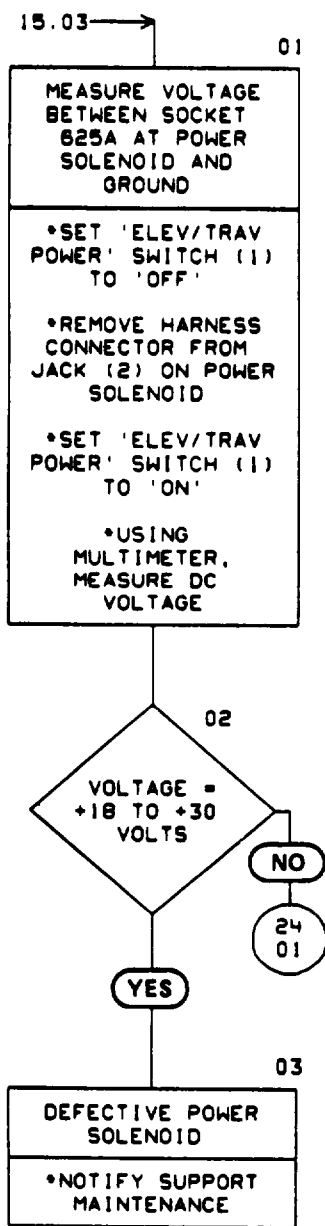 15.03
01
MEASURE VOLTAGE
BETWEEN SOCKET
625A AT POWER
SOLENOID AND
GROUND
*SET 'ELEV/TRAV
POWER' SWITCH (1)
TO 'OFF'
*REMOVE HARNESS
CONNECTOR FROM
JACK (2) ON POWER
SOLENOID
*SET 'ELEV/TRAV
POWER' SWITCH (1)
TO 'ON'
*USING
MULTIMETER,
MEASURE DC
VOLTAGE
02
VOLTAGE =
+18 TO +30
VOLTS
NO
24
01
YES
03
DEFECTIVE POWER
SOLENOID
*NOTIFY SUPPORT
MAINTENANCE